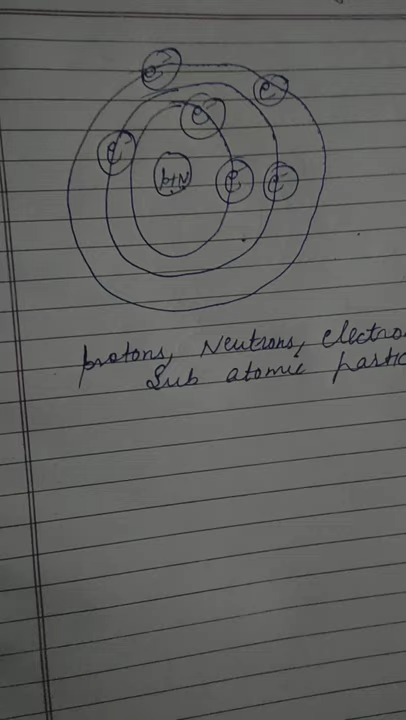 e-
e-
e-
e-
p+N
e-
e-
protons, Neutrons, electro
Sub atomic partic